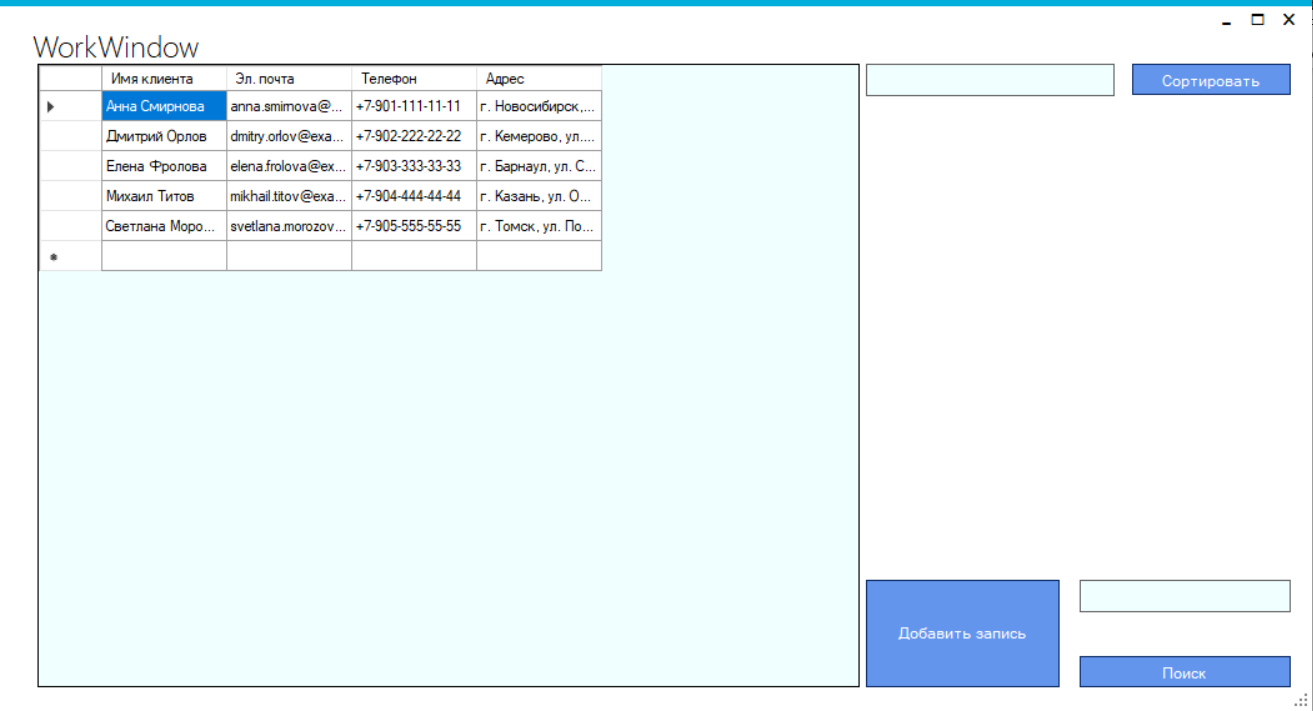 WorkWindow
Имя клиента Эл. почта Телефон Адрес
Сортировать
Анна Смирнова anna.smirnova@... +7-901-111-11-11 г. Новосибирск,...
Дмитрий Орлов dmitry.orlov@exa... +7-902-222-22-22 г. Кемерово, ул....
Елена Фролова elena.frolova@ex... +7-903-333-33-33 г. Барнаул, ул. С...
Михаил Титов mikhail.titov@exa... +7-904-444-44-44 г. Казань, ул. О...
Светлана Моро... svetlana.morozov... +7-905-555-55-55 г. Томск, ул. По...
Добавить запись
Поиск